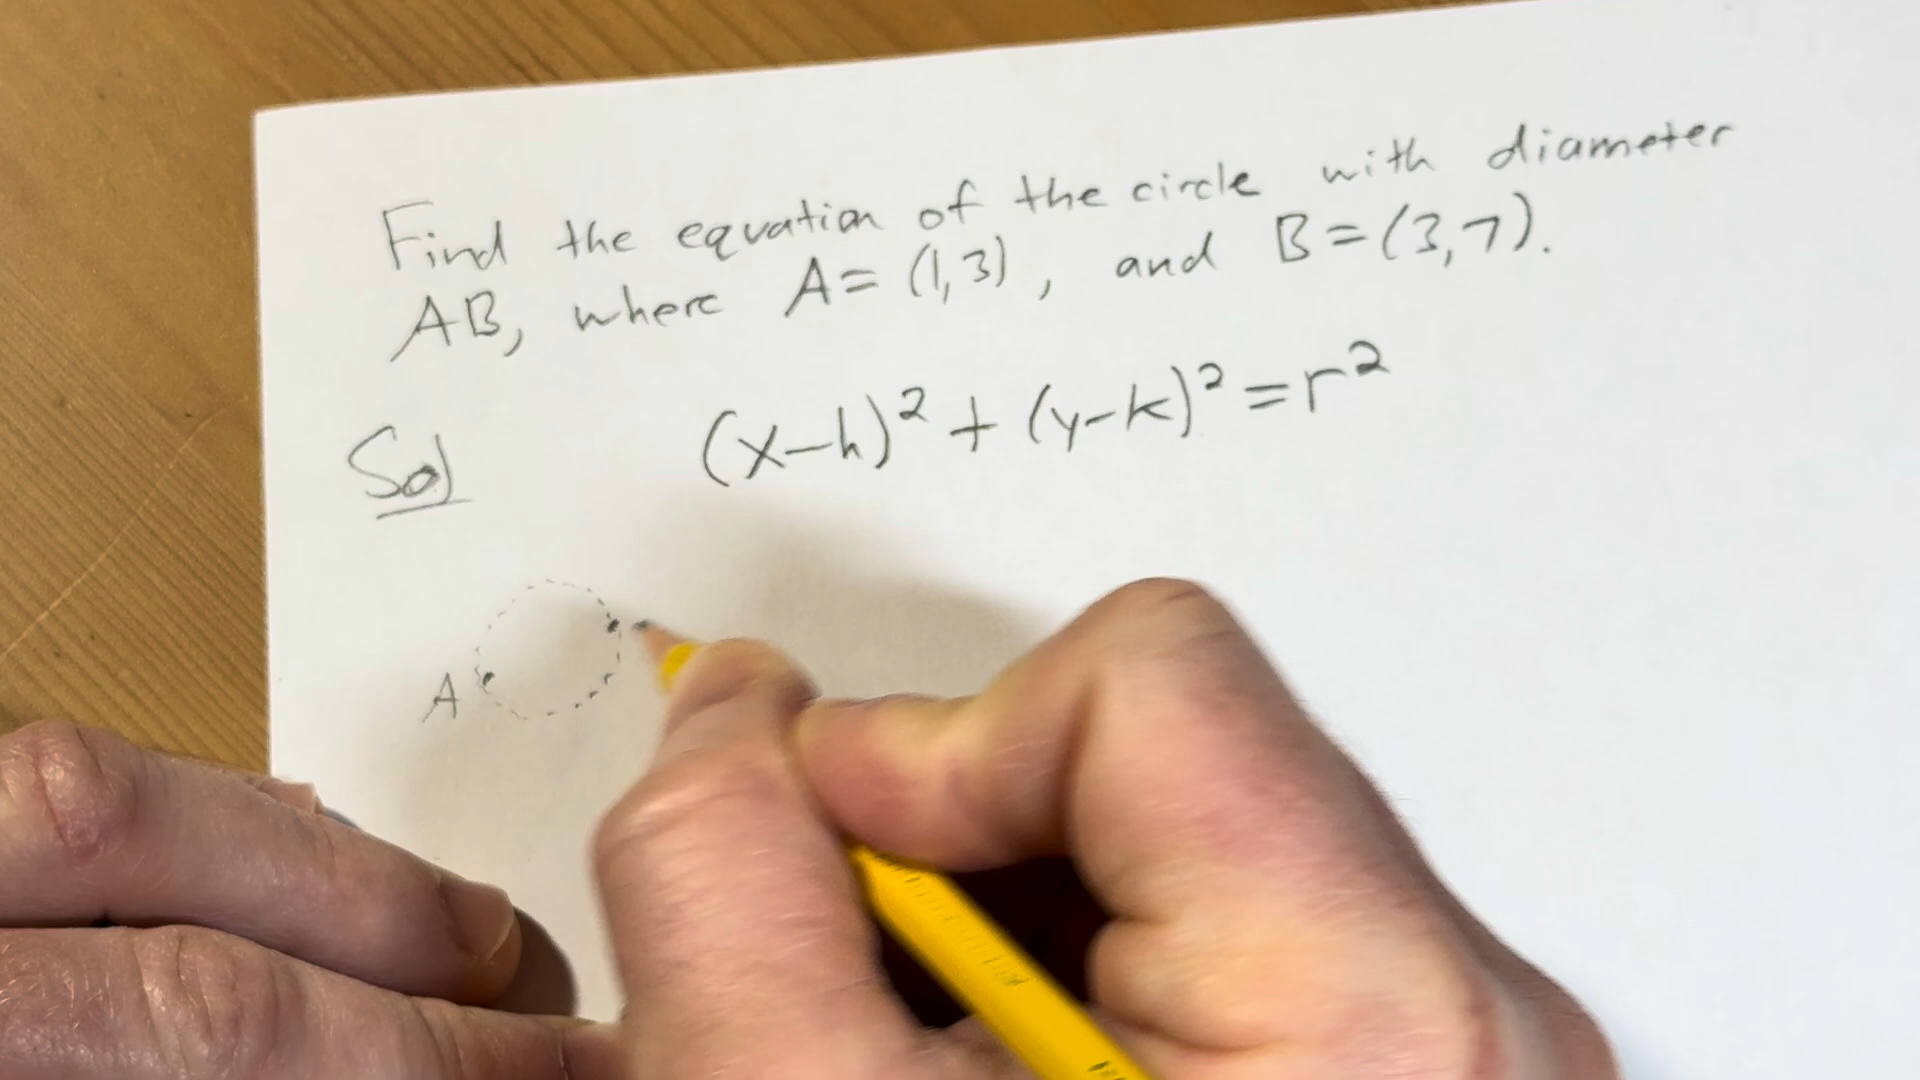 Find the equation of the circle with diameter
AB, where A = (1,3), and B = (3,7).
Sol
(x-h)² + (y-k)² = r²
A